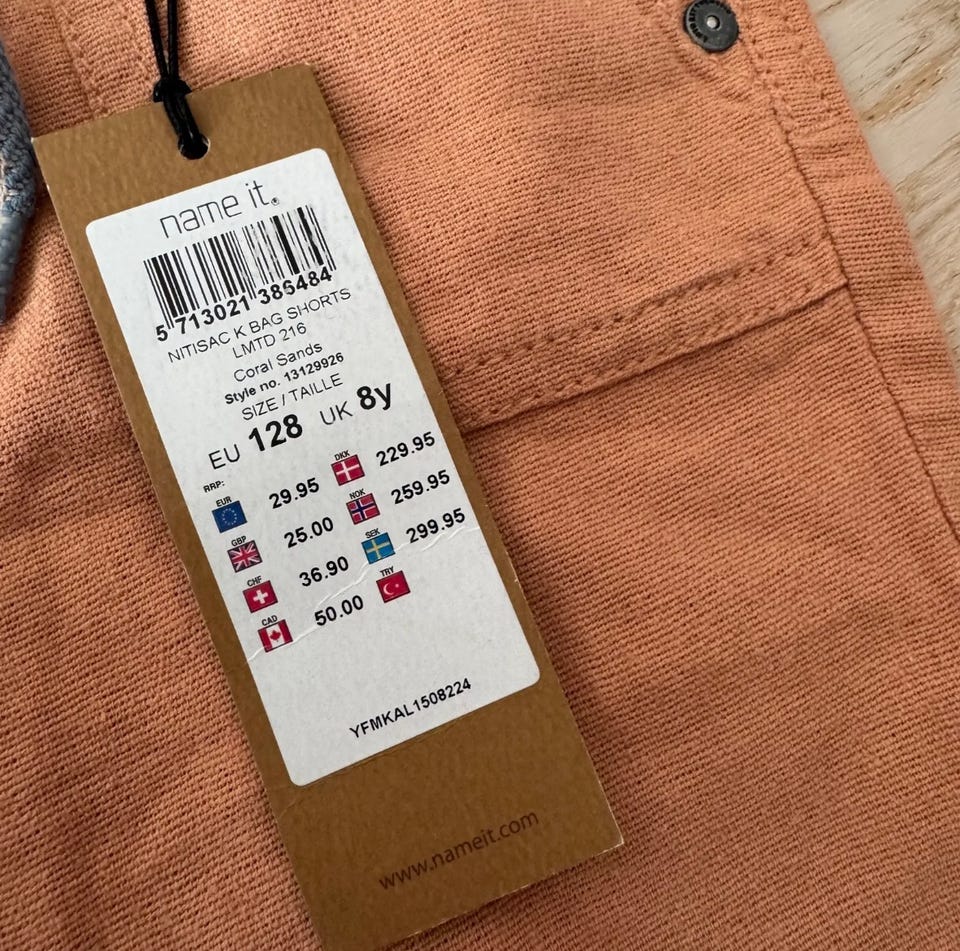 name it®
5 713021 386484
NITISAC K BAG SHORTS
LMTD 216
Coral Sands
Style no. 13129926
SIZE / TAILLE
EU 128 UK 8y
RRP:
EUR 29.95 DKK 229.95
GBP 25.00 NOK 259.95
CHF 36.90 SEK 299.95
CAD 50.00 TRY
YFMKAL1508224
www.nameit.com